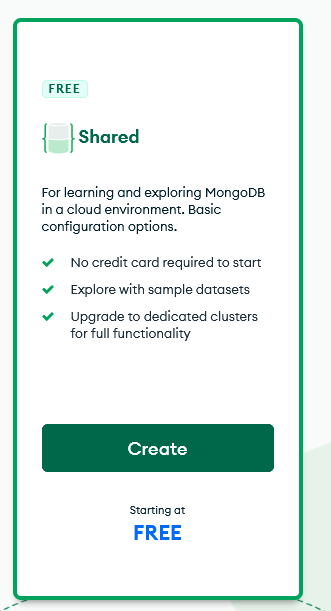 FREE
Shared
For learning and exploring MongoDB
in a cloud environment. Basic
configuration options.
No credit card required to start
Explore with sample datasets
Upgrade to dedicated clusters
for full functionality
Create
Starting at
FREE